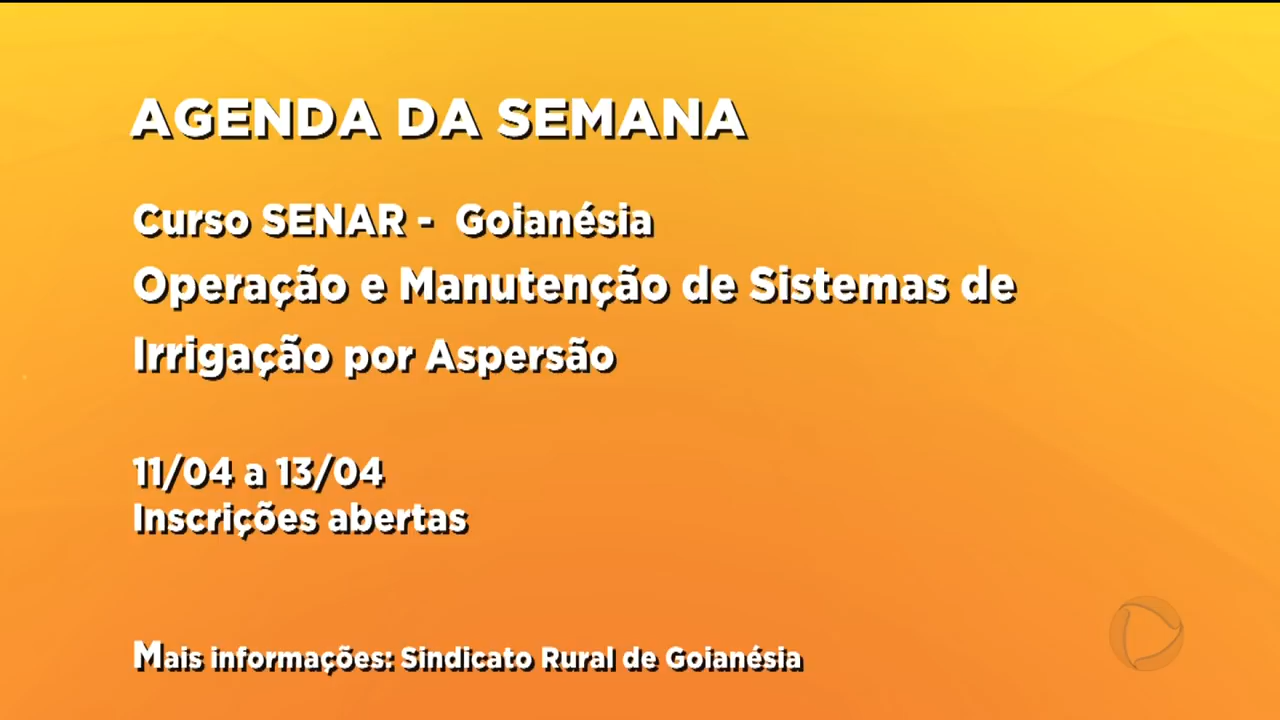 AGENDA DA SEMANA
Curso SENAR - Goianésia
Operação e Manutenção de Sistemas de
Irrigação por Aspersão
11/04 a 13/04
Inscrições abertas
Mais informações: Sindicato Rural de Goianésia